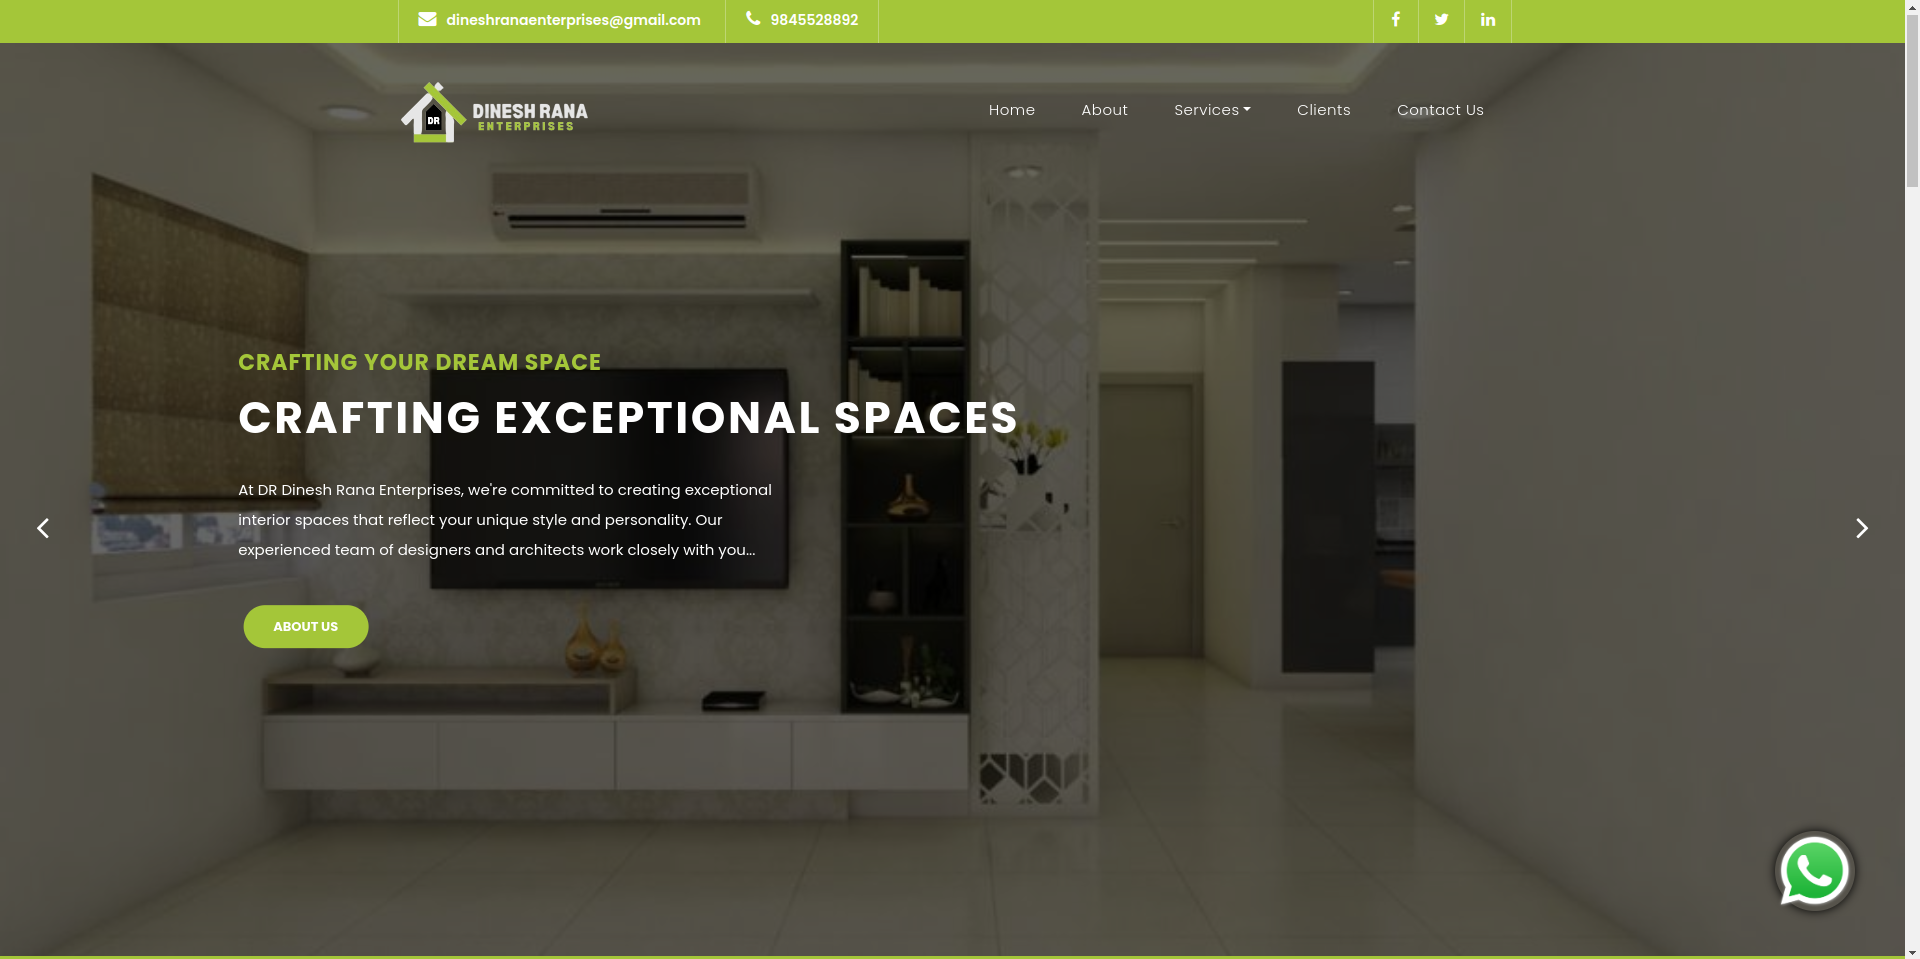 dineshranaenterprises@gmail.com
9845528892
DR
DINESH RANA
ENTERPRISES
Home
About
Services
Clients
Contact Us
CRAFTING YOUR DREAM SPACE
CRAFTING EXCEPTIONAL SPACES
At DR Dinesh Rana Enterprises, we're committed to creating exceptional
interior spaces that reflect your unique style and personality. Our
experienced team of designers and architects work closely with you...
ABOUT US